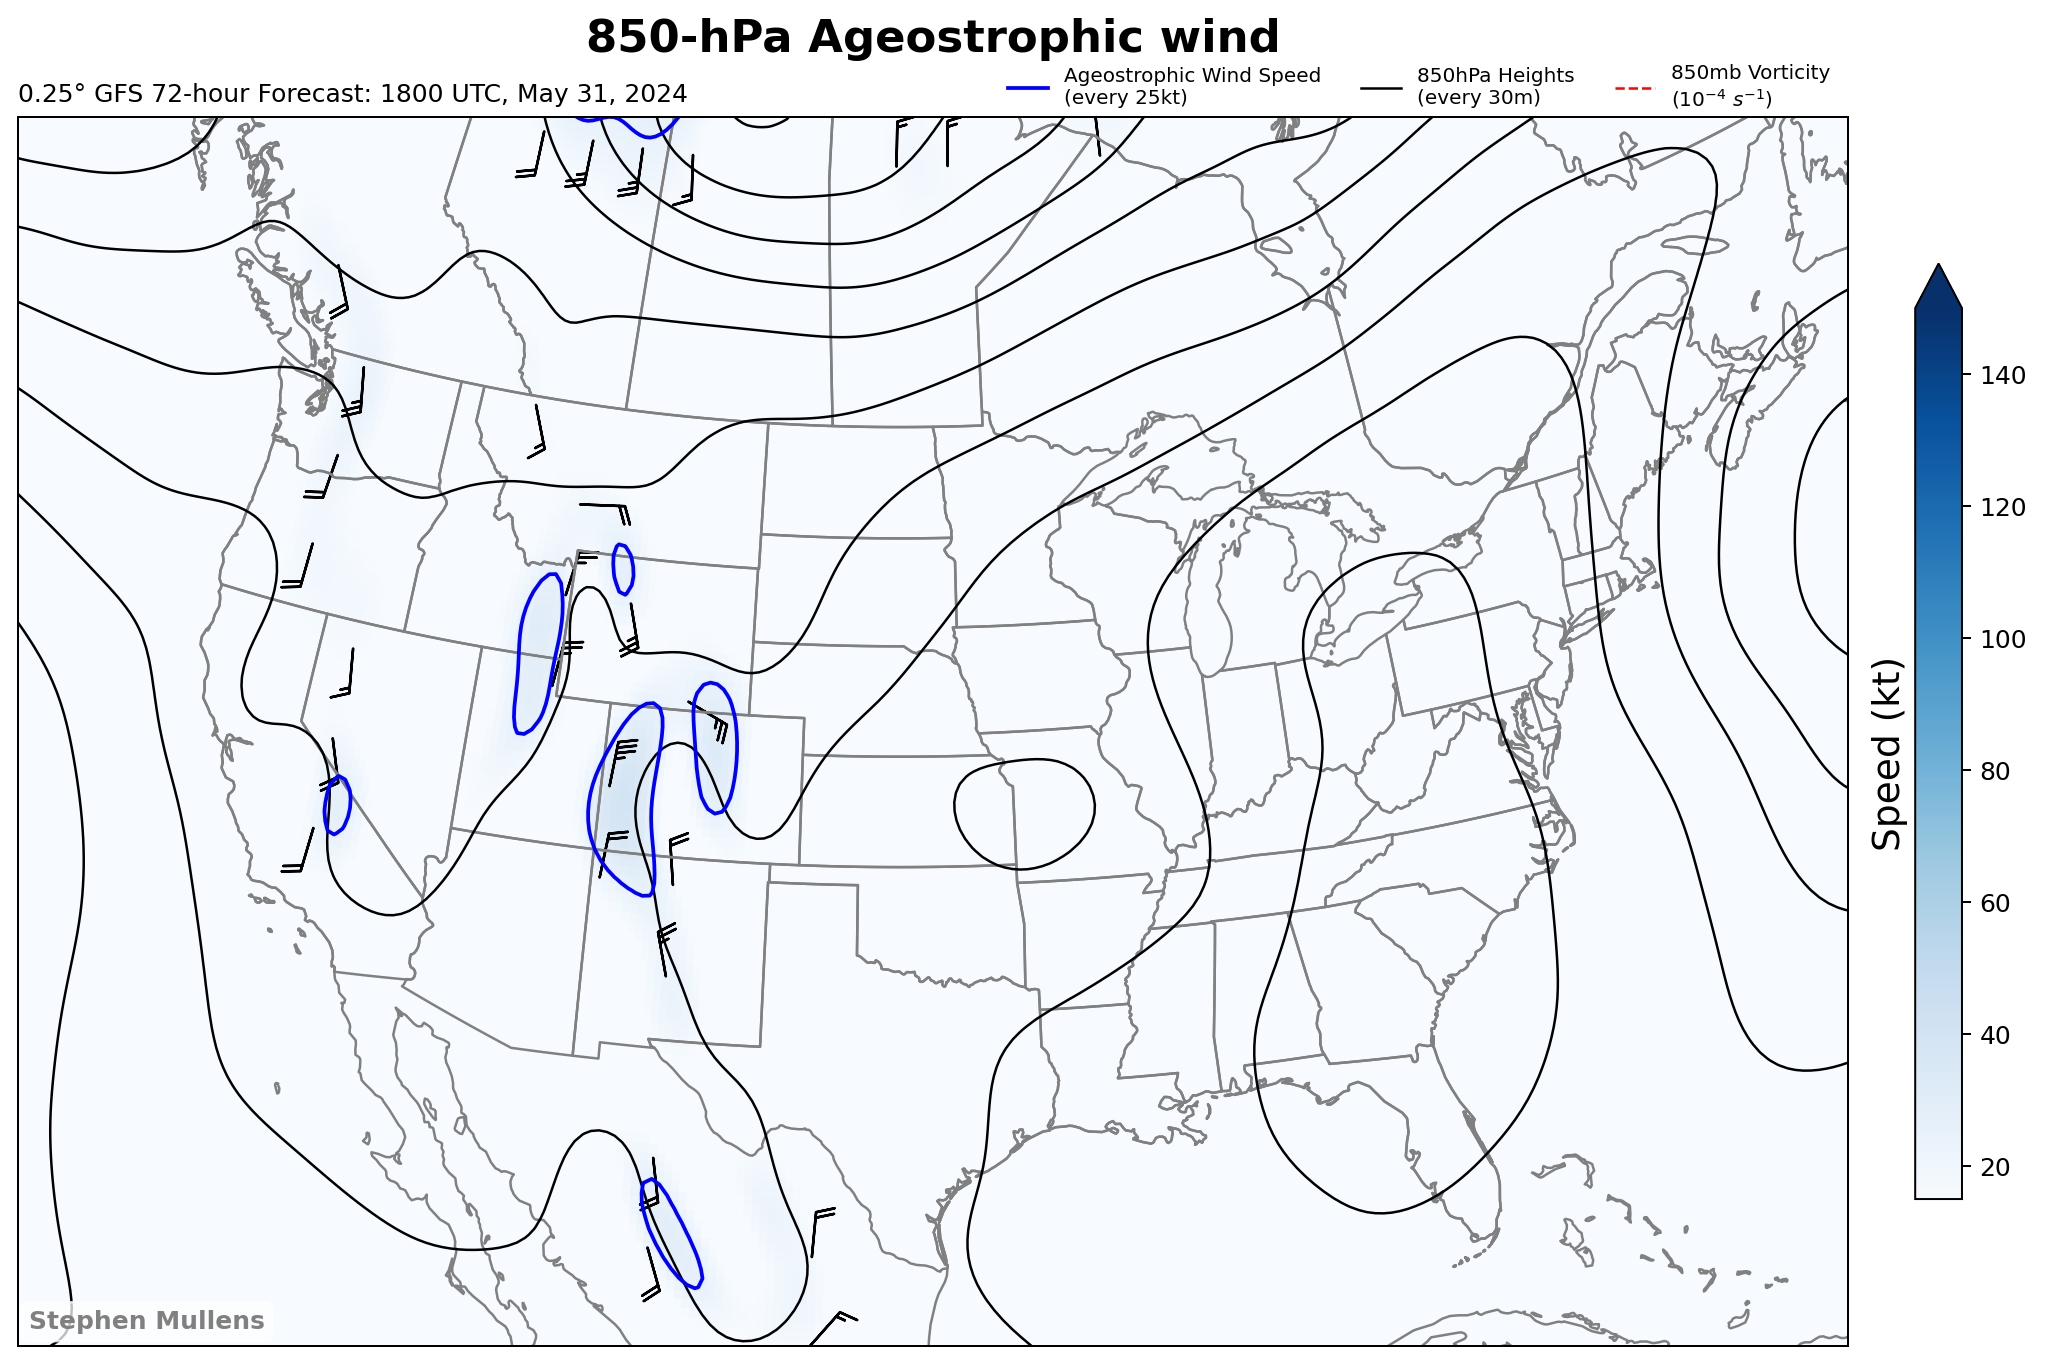 850-hPa Ageostrophic wind
0.25° GFS 72-hour Forecast: 1800 UTC, May 31, 2024
Ageostrophic Wind Speed
(every 25kt)
850hPa Heights
(every 30m)
850mb Vorticity
(10⁻⁴ s⁻¹)
140
120
100
80
60
40
20
Speed (kt)
Stephen Mullens